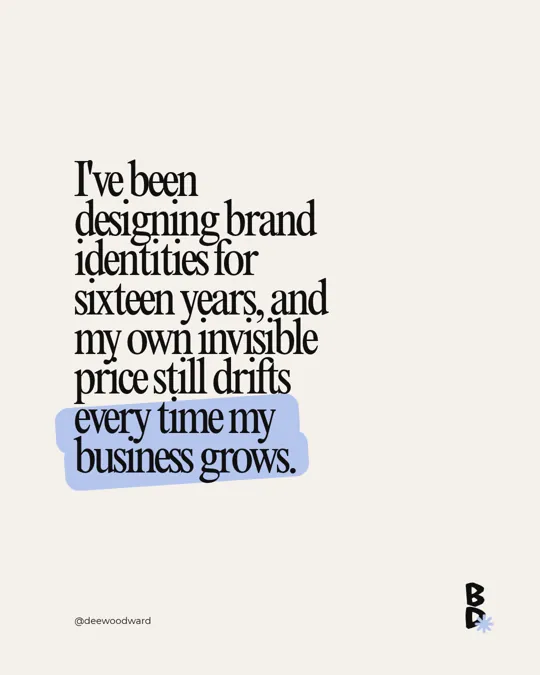 I've been
designing brand
identities for
sixteen years, and
my own invisible
price still drifts
every time my
business grows.
@deewoodward
B
D